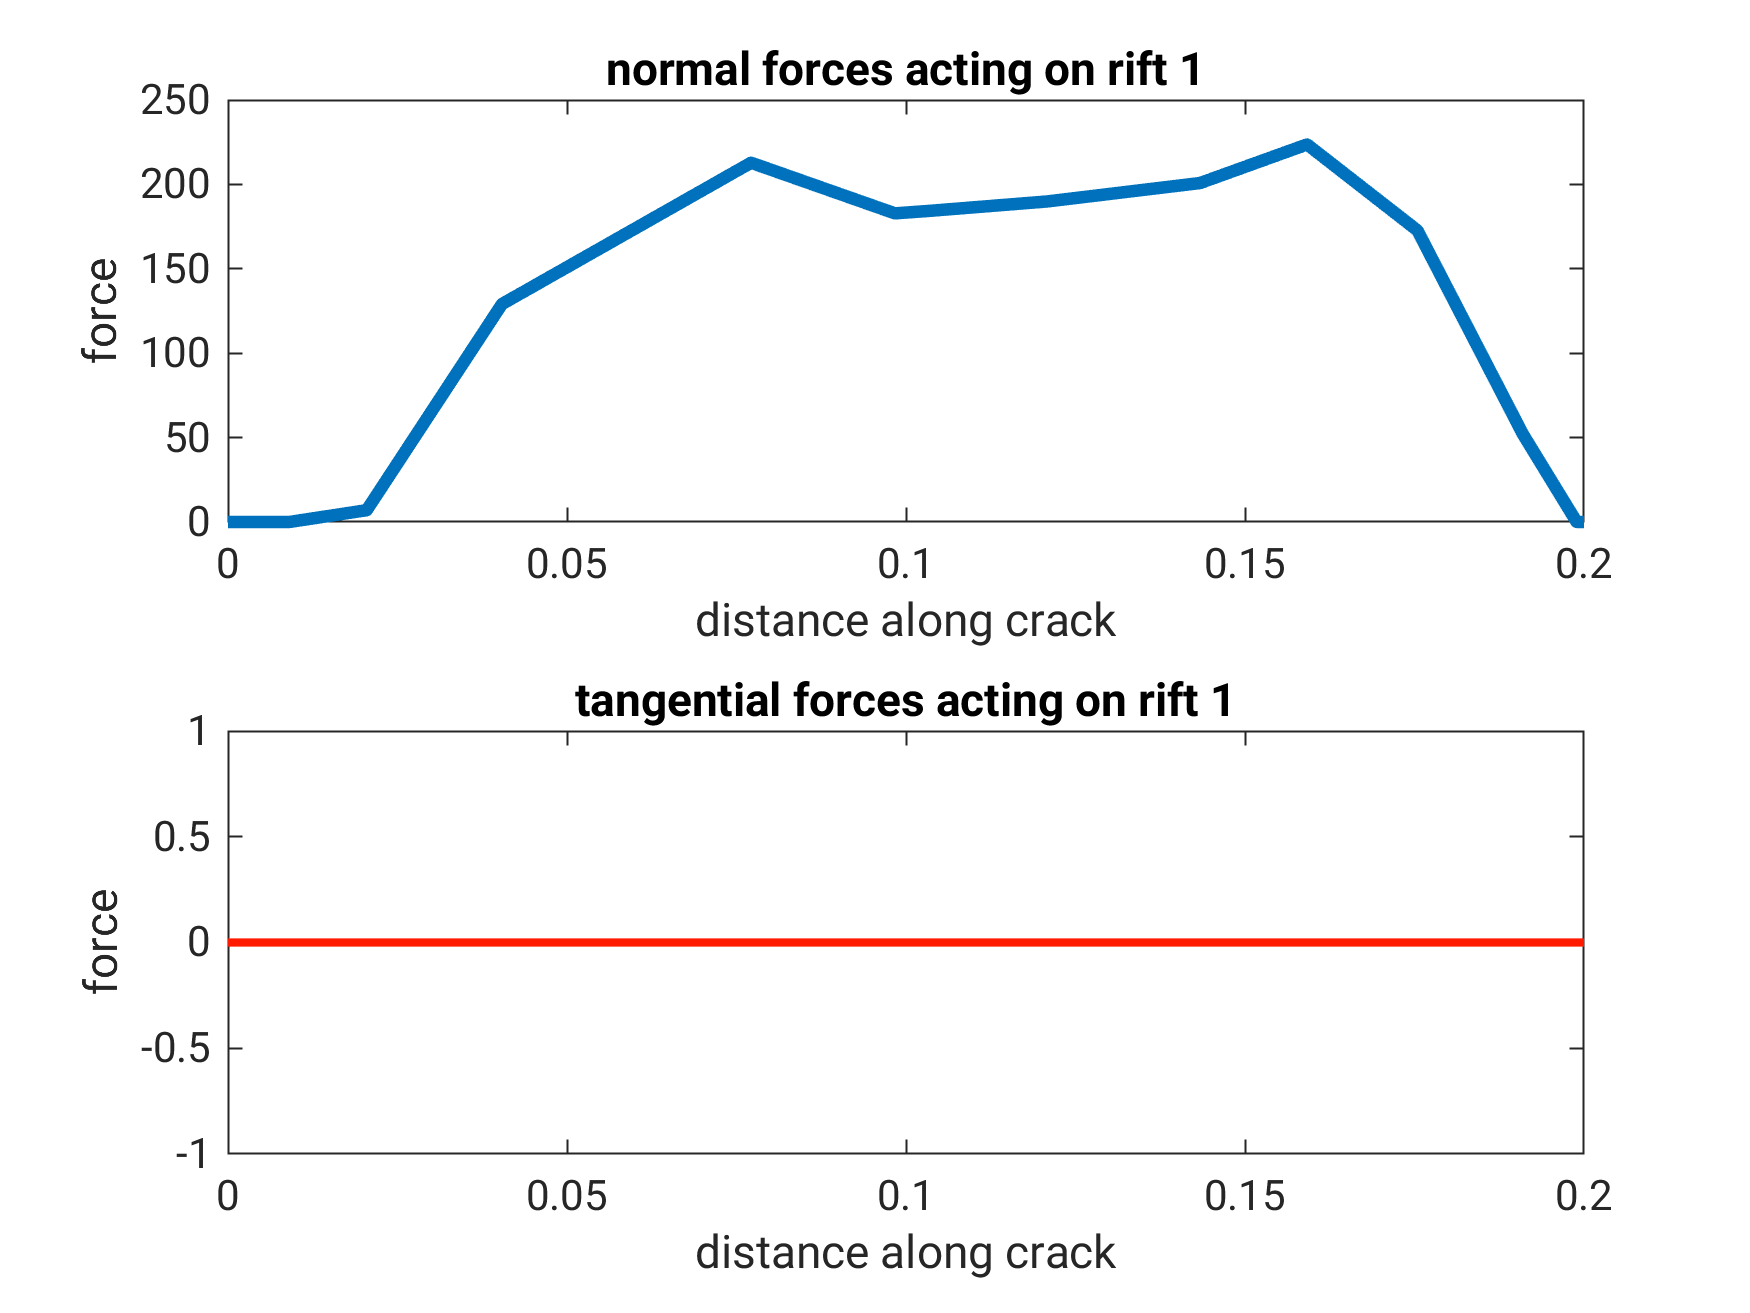 normal forces acting on rift 1
250
200
150
100
50
0
force
0 0.05 0.1 0.15 0.2
distance along crack
tangential forces acting on rift 1
1
0.5
0
-0.5
-1
force
0 0.05 0.1 0.15 0.2
distance along crack